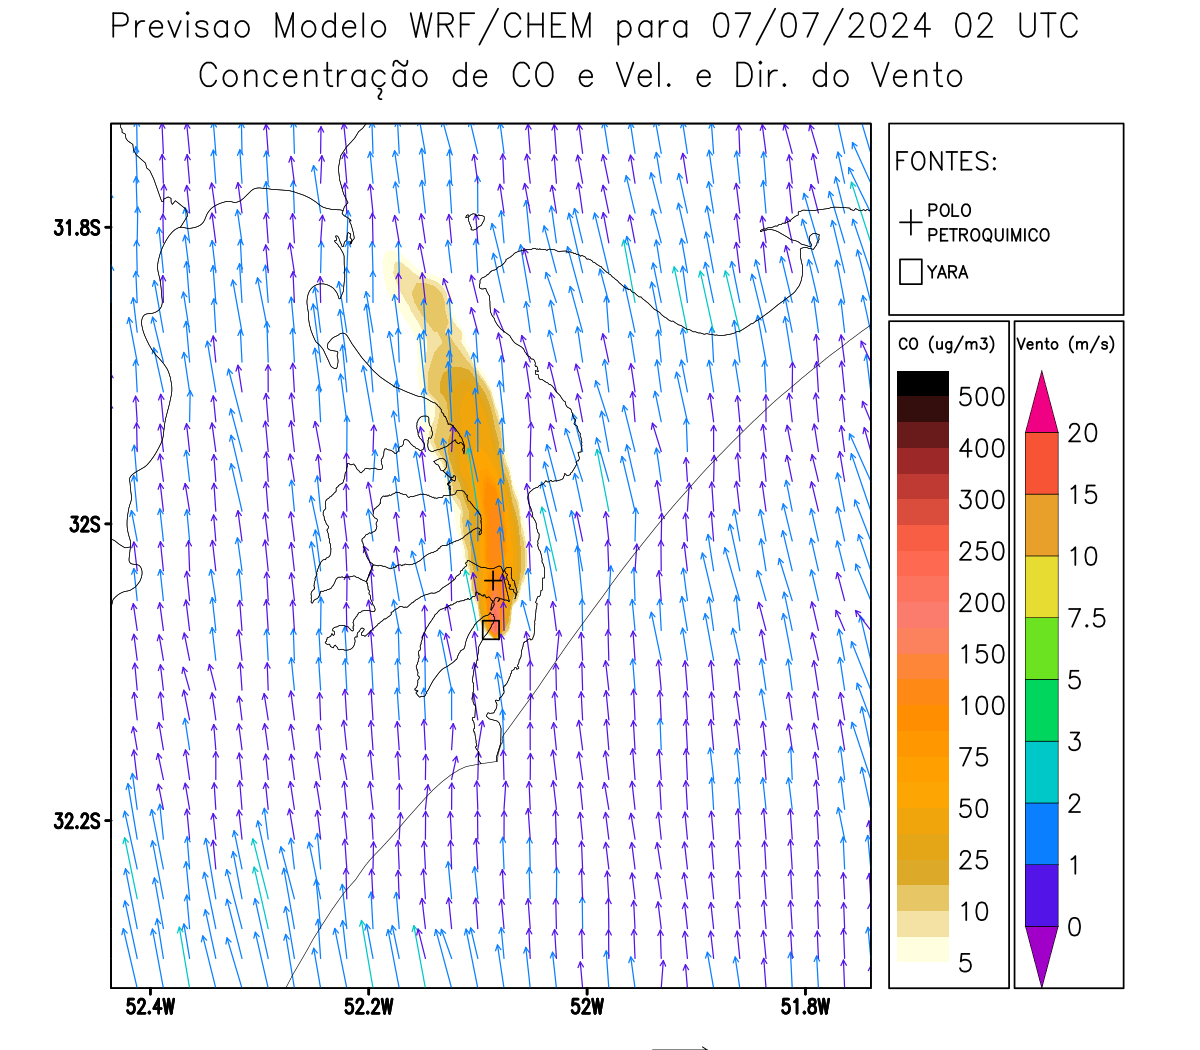 Previsao Modelo WRF/CHEM para 07/07/2024 02 UTC
Concentração de CO e Vel. e Dir. do Vento
FONTES:
POLO
PETROQUIMICO
YARA
CO (ug/m3)
500
400
300
250
200
150
100
75
50
25
10
5
Vento (m/s)
20
15
10
7.5
5
3
2
1
0
31.8S
32S
32.2S
52.4W
52.2W
52W
51.8W